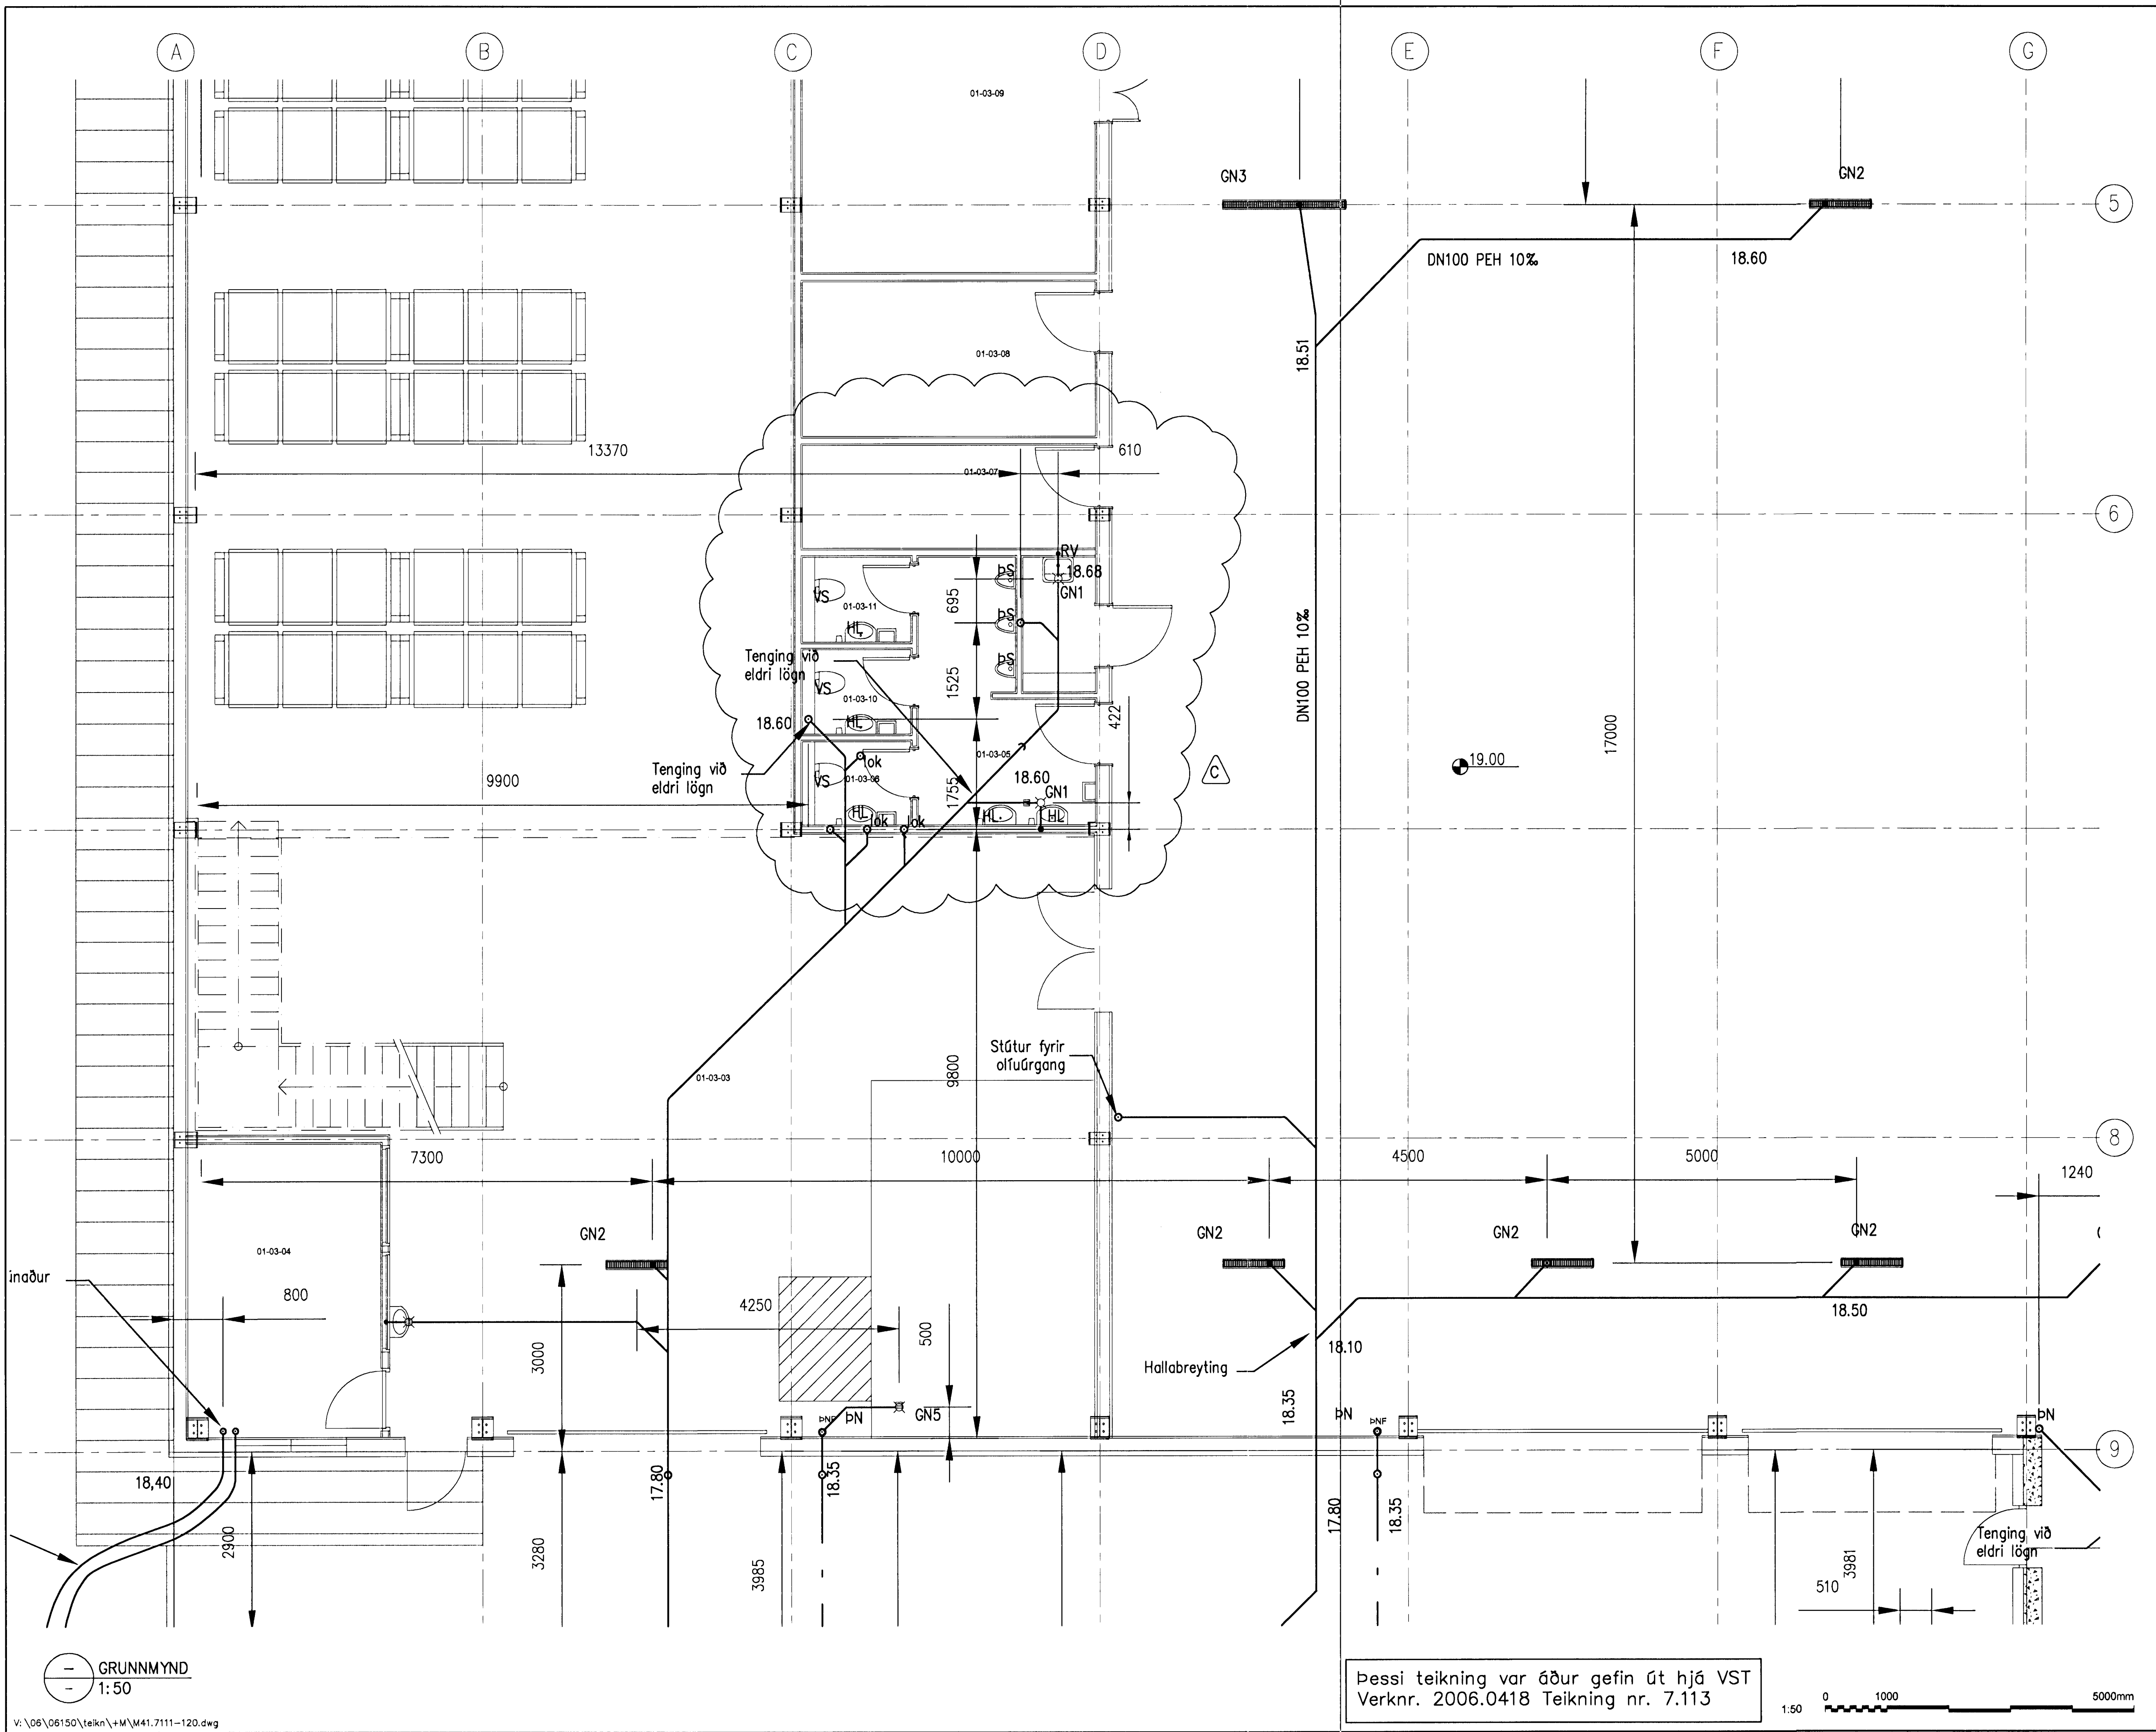 A B C D E F G
01-03-09
GN3
GN2
5
DN100 PEH 10‰
18.60
18.51
01-03-08
13370
610
01-03-07
6
RV
18.68
GN1
ÞS
ÞS
ÞS
695
VS
01-03-11
HL
DN100 PEH 10‰
Tenging við
eldri lögn
1525
VS
01-03-10
HL
18.60
422
17000
01-03-05
19.00
Tenging við
eldri lögn
lok
VS
01-03-06
18.60
GN1
C
9900
1755
HL
lok
lok
HL
HL
Stútur fyrir
olíuúrgang
9800
01-03-03
8
7300
10000
4500
5000
1240
GN2
GN2
GN2
GN2
01-03-04
800
4250
500
3000
18.50
18.10
Hallabreyting
18.35
ÞNF
ÞN
GN5
ÞN
ÞNF
ÞN
9
18,40
17.80
18.35
17.80
18.35
2900
3280
3985
Tenging við
eldri lögn
3981
510
GRUNNMYND
1:50
Þessi teikning var áður gefin út hjá VST
Verknr. 2006.0418 Teikning nr. 7.113
1:50
0 1000 5000mm
V:\06\06150\teikn\+M\M41.7111-120.dwg